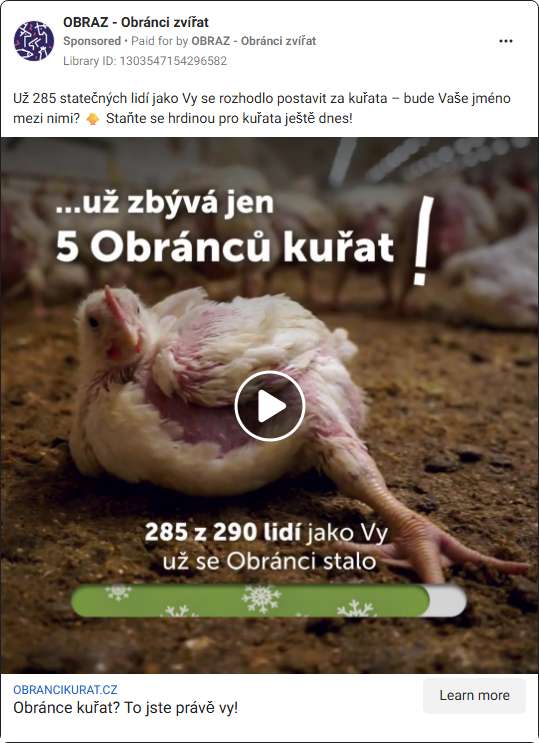 OBRAZ - Obránci zvířat
Sponsored • Paid for by OBRAZ - Obránci zvířat
Library ID: 1303547154296582
Už 285 statečných lidí jako Vy se rozhodlo postavit za kuřata – bude Vaše jméno
mezi nimi? 🐥 Staňte se hrdinou pro kuřata ještě dnes!
...už zbývá jen
5 Obránců kuřat!
285 z 290 lidí jako Vy
už se Obránci stalo
OBRANCIKURAT.CZ
Obránce kuřat? To jste právě vy!
Learn more